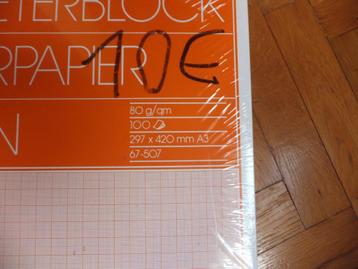 ETERBLOCK
RPAPIER
10€
80 g/qm
100
297 x 420 mm A3
67-507
N